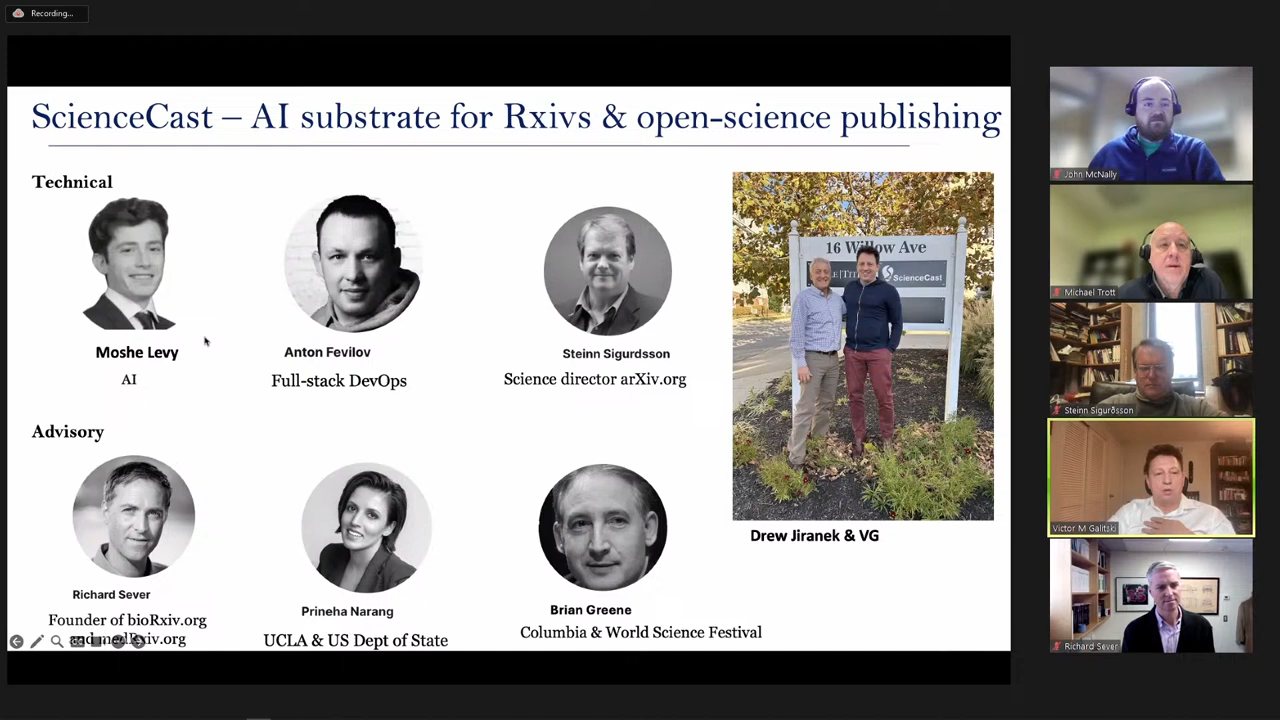 Recording...
ScienceCast – AI substrate for Rxivs & open-science publishing
Technical
Moshe Levy
AI
Anton Fevilov
Full-stack DevOps
Steinn Sigurdsson
Science director arXiv.org
16 Willow Ave
ScienceCast
Drew Jiranek & VG
Advisory
Richard Sever
Founder of bioRxiv.org
and medRxiv.org
Prineha Narang
UCLA & US Dept of State
Brian Greene
Columbia & World Science Festival
John McNally
Michael Trott
Steinn Sigurðsson
Victor M Galitski
Richard Sever